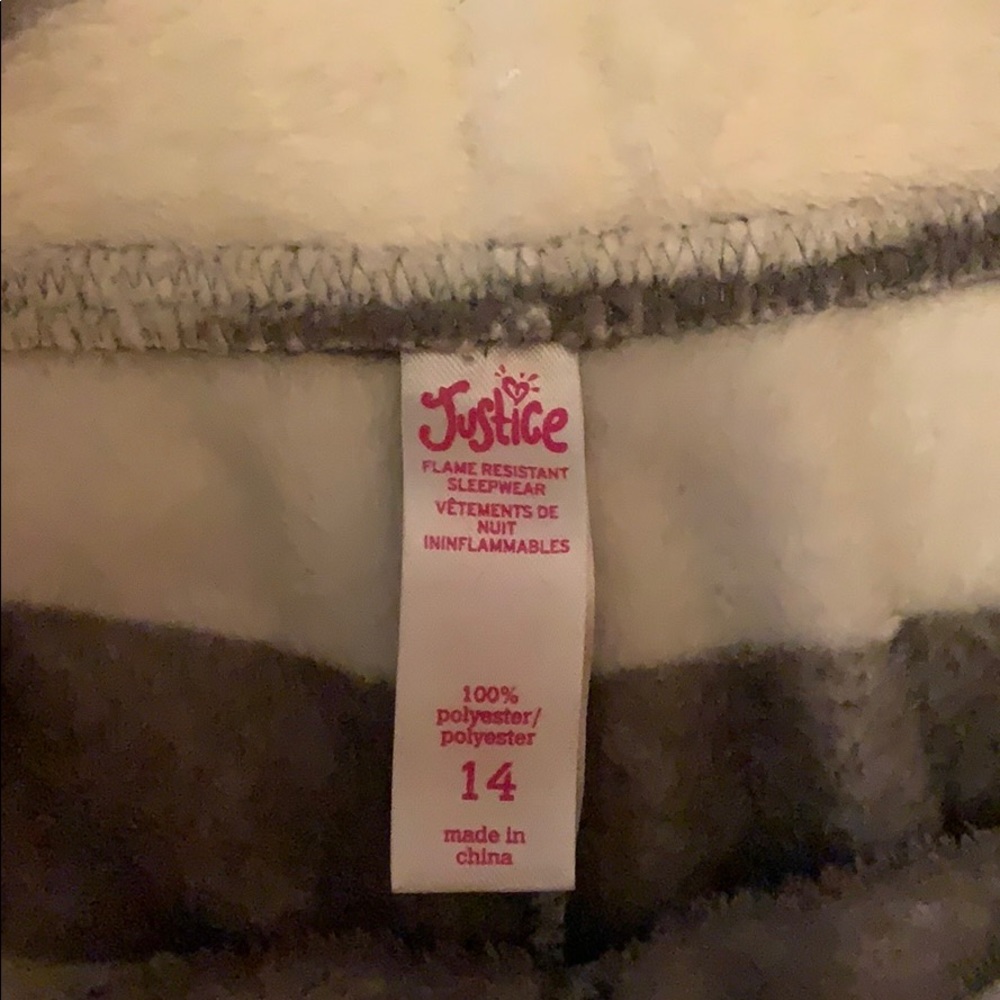 Justice
FLAME RESISTANT
SLEEPWEAR
VÊTEMENTS DE
NUIT
ININFLAMMABLES
100%
polyester/
polyester
14
made in
china